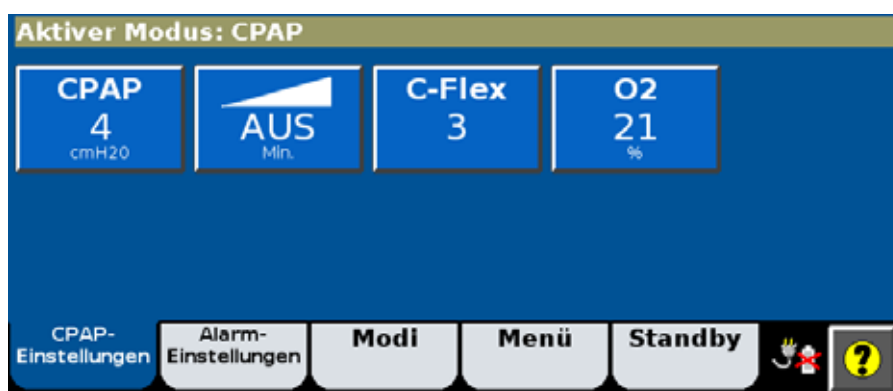 Aktiver Modus: CPAP
CPAP
4
cmH20
AUS
Min.
C-Flex
3
O2
21
%
CPAP-
Einstellungen
Alarm-
Einstellungen
Modi
Menü
Standby
?